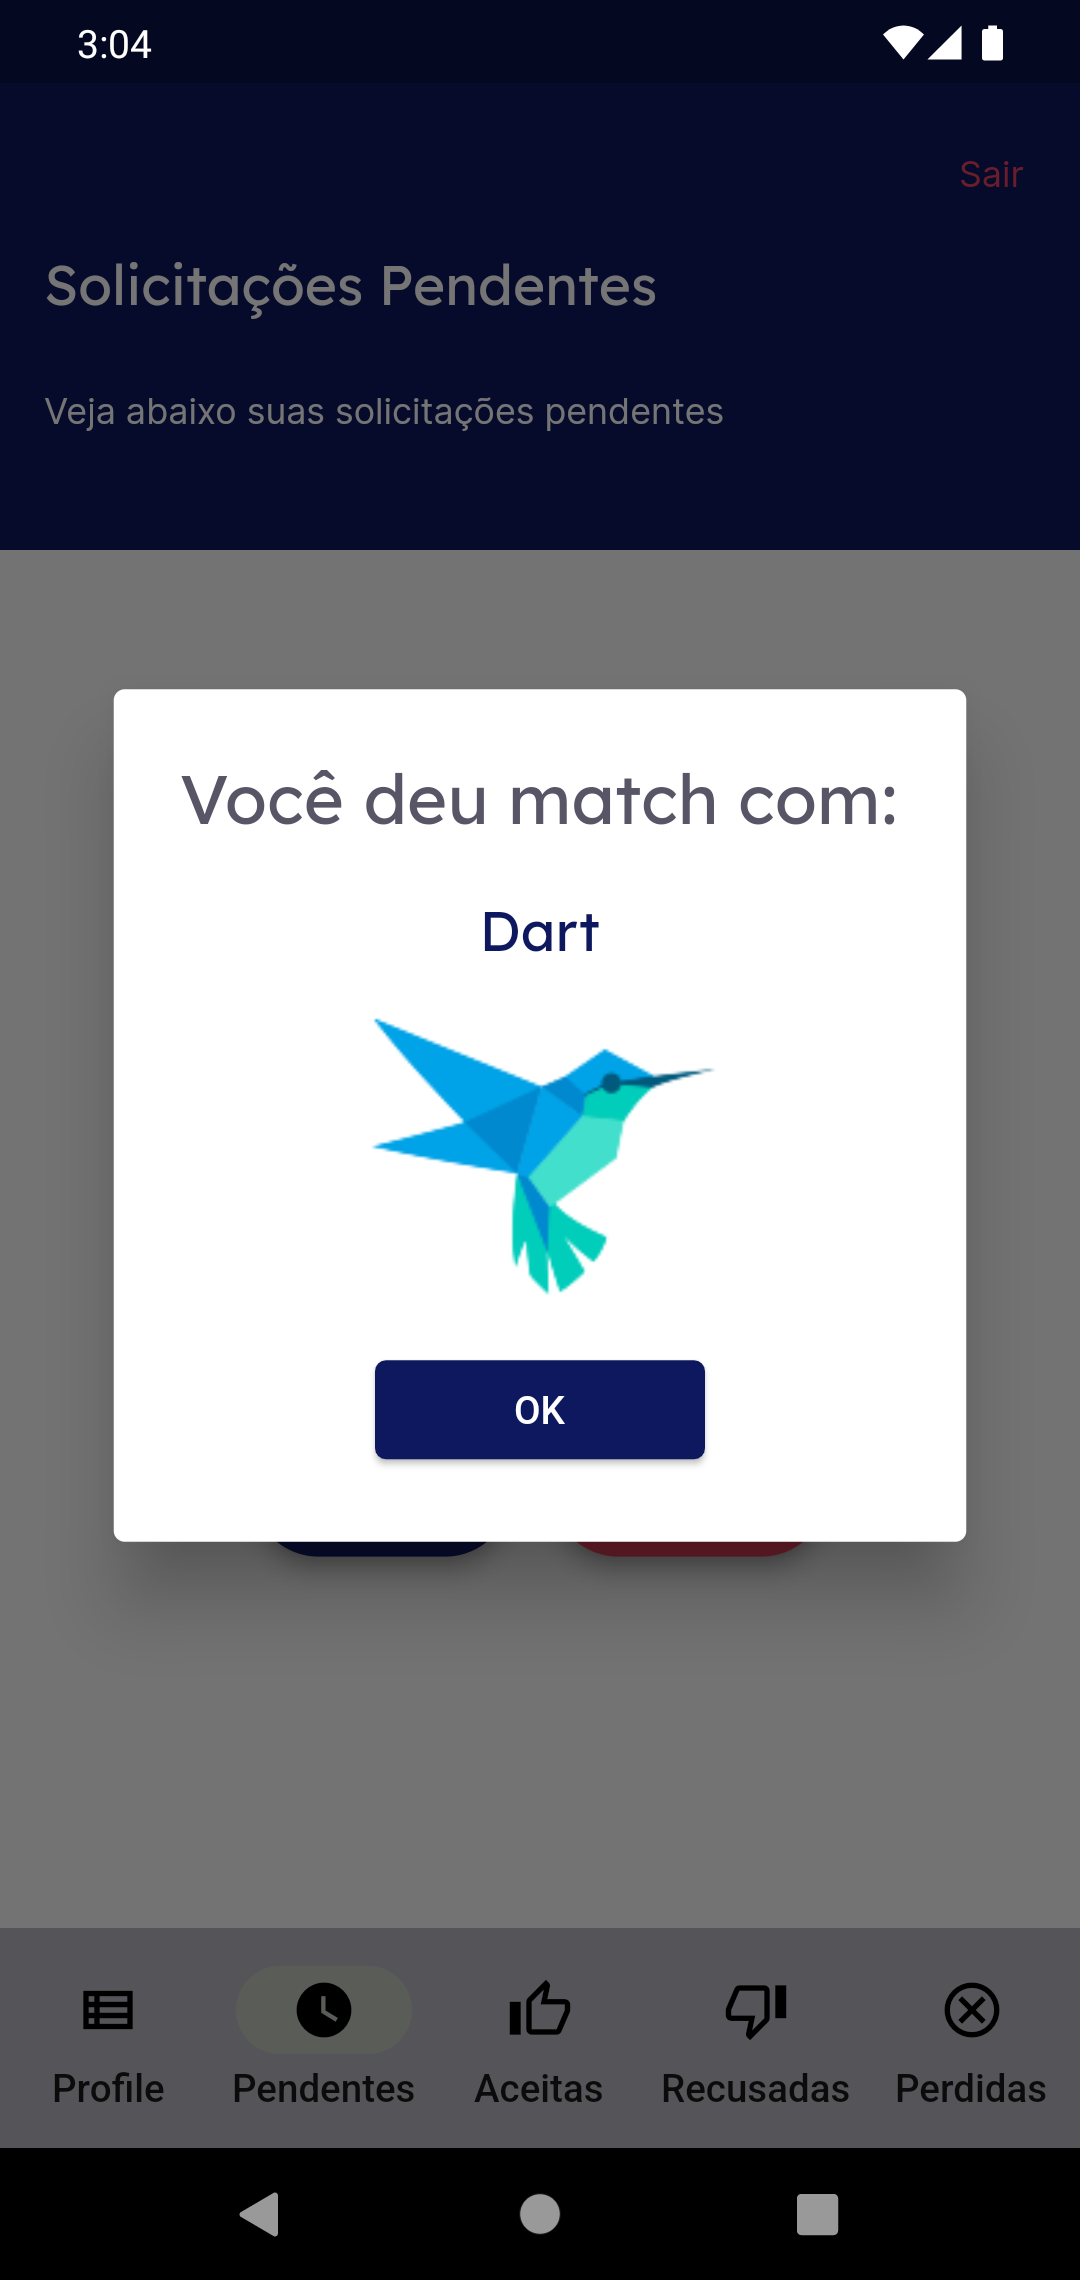 3:04
Sair
Solicitações Pendentes
Veja abaixo suas solicitações pendentes
Você deu match com:
Dart
OK
Profile
Pendentes
Aceitas
Recusadas
Perdidas